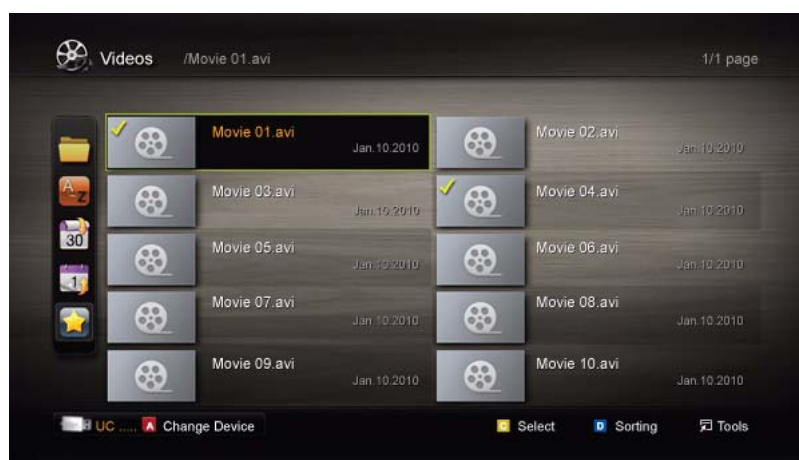 Videos /Movie 01.avi 1/1 page
Movie 01.avi Jan.10.2010
Movie 02.avi Jan.10.2010
Movie 03.avi Jan.10.2010
Movie 04.avi Jan.10.2010
Movie 05.avi Jan.10.2010
Movie 06.avi Jan.10.2010
Movie 07.avi Jan.10.2010
Movie 08.avi Jan.10.2010
Movie 09.avi Jan.10.2010
Movie 10.avi Jan.10.2010
A Z
30
1
UC ..... A Change Device C Select D Sorting Tools